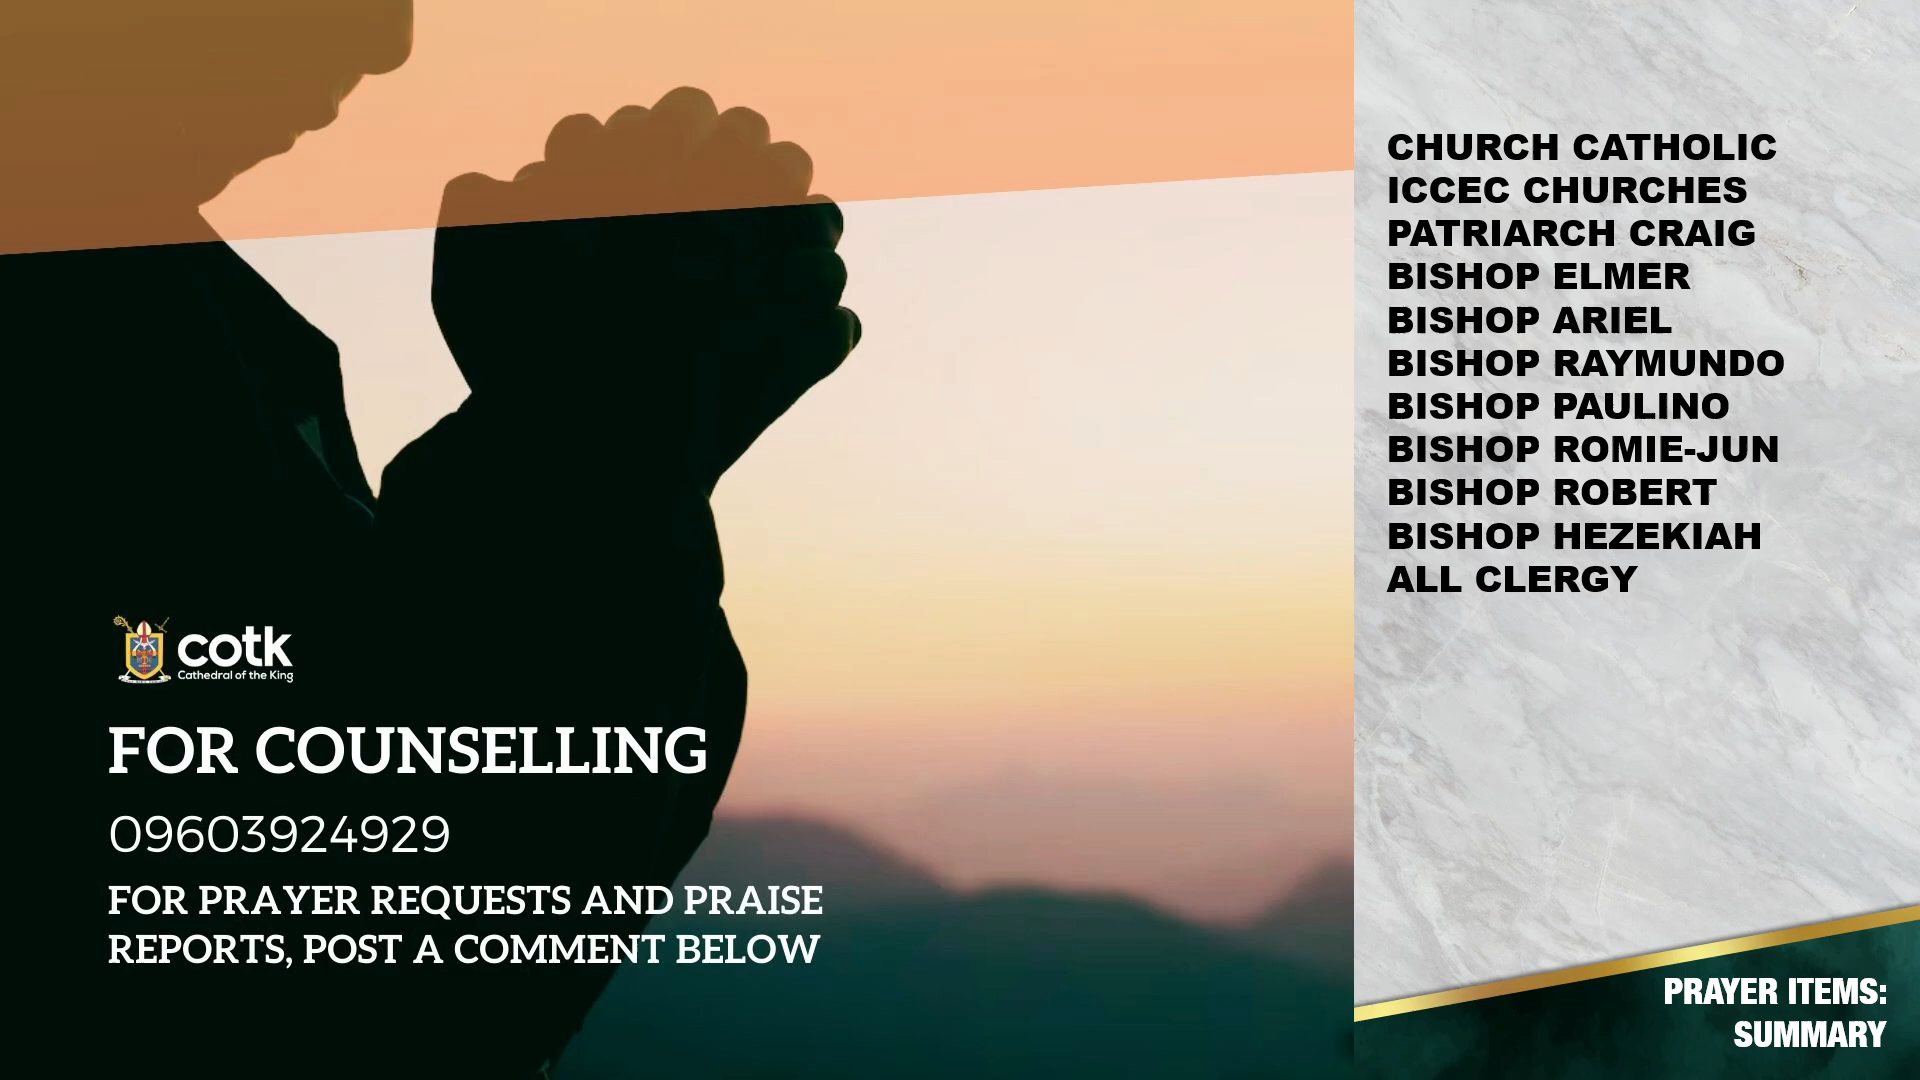 cotk
Cathedral of the King
FOR COUNSELLING
09603924929
FOR PRAYER REQUESTS AND PRAISE
REPORTS, POST A COMMENT BELOW
CHURCH CATHOLIC
ICCEC CHURCHES
PATRIARCH CRAIG
BISHOP ELMER
BISHOP ARIEL
BISHOP RAYMUNDO
BISHOP PAULINO
BISHOP ROMIE-JUN
BISHOP ROBERT
BISHOP HEZEKIAH
ALL CLERGY
PRAYER ITEMS:
SUMMARY